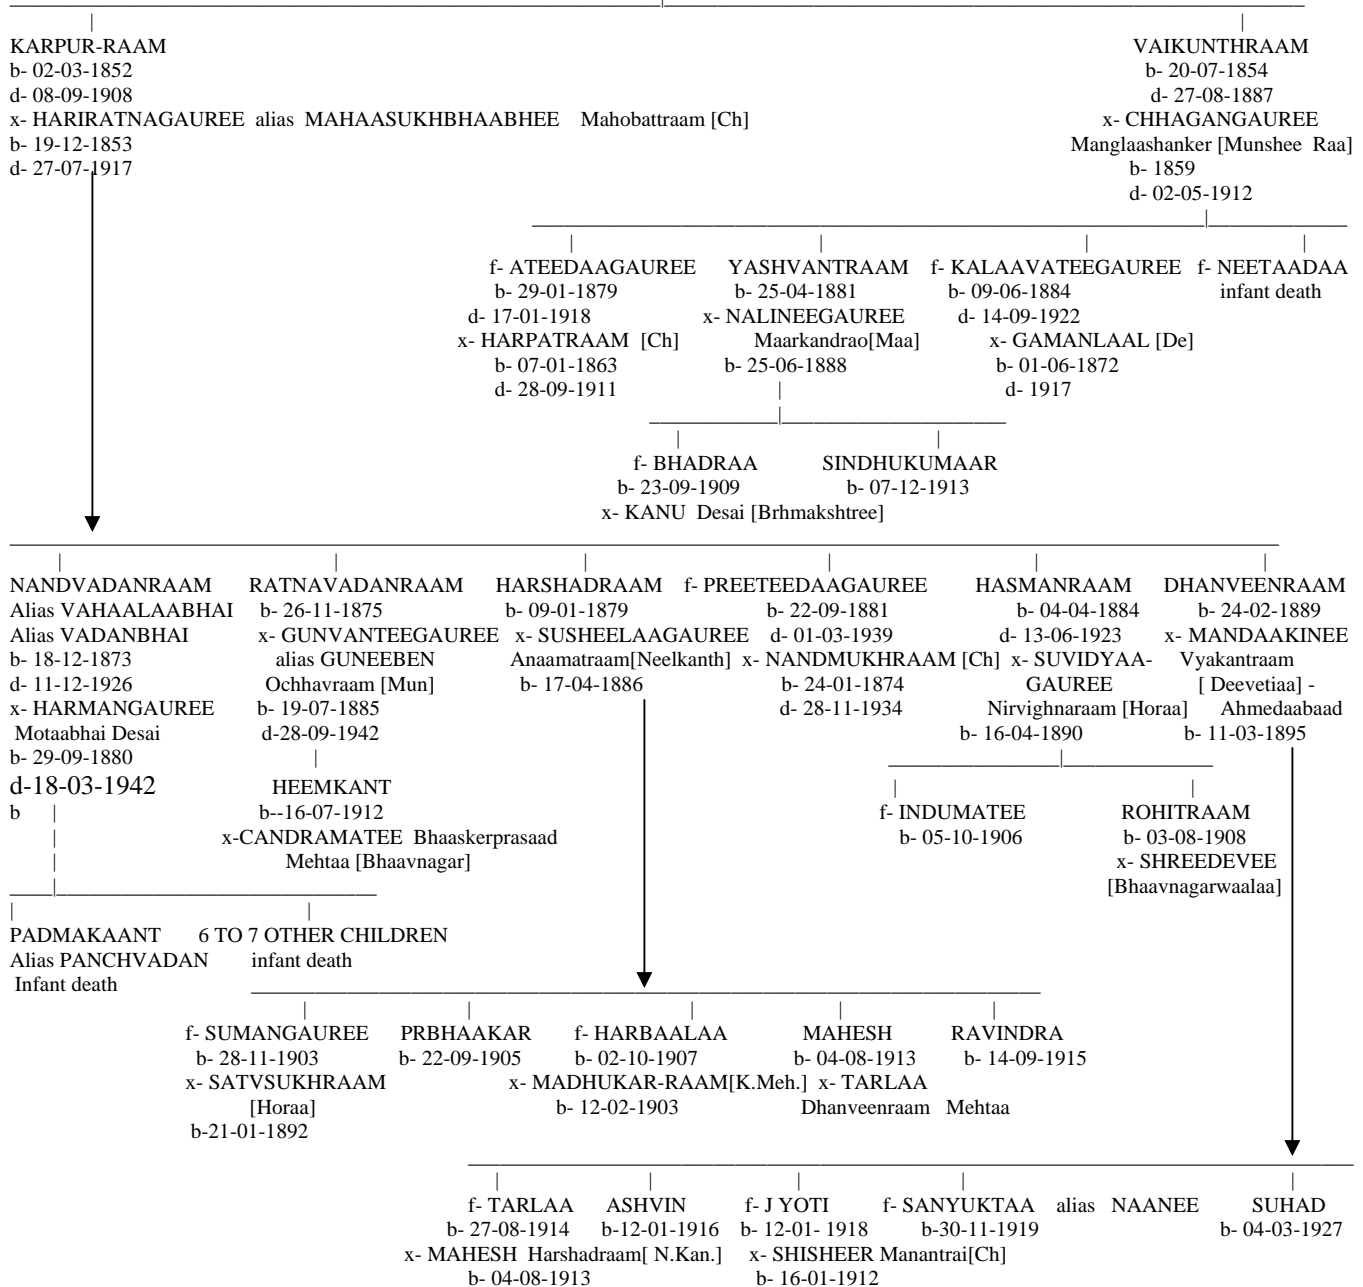 KARPUR-RAAM VAIKUNTHRAAM
b- 02-03-1852 b- 20-07-1854
d- 08-09-1908 d- 27-08-1887
x- HARIRATNAGAUREE alias MAHAASUKHBHAABHEE Mahobattraam [Ch] x- CHHAGANGAUREE
b- 19-12-1853 Manglaashanker [Munshee Raa]
d- 27-07-1917 b- 1859
d- 02-05-1912
f- ATEEDAAGAUREE YASHVANTRAAM f- KALAAVATEEGAUREE f- NEETAADAA
b- 29-01-1879 b- 25-04-1881 b- 09-06-1884 infant death
d- 17-01-1918 x- NALINEEGAUREE d- 14-09-1922
x- HARPATRAAM [Ch] Maarkandrao[Maa] x- GAMANLAAL [De]
b- 07-01-1863 b- 25-06-1888 b- 01-06-1872
d- 28-09-1911 d- 1917
f- BHADRAA SINDHUKUMAAR
b- 23-09-1909 b- 07-12-1913
x- KANU Desai [Brhmakshtree]
NANDVADANRAAM RATNAVADANRAAM HARSHADRAAM f- PREETEEDAAGAUREE HASMANRAAM DHANVEENRAAM
Alias VAHAALAABHAI b- 26-11-1875 b- 09-01-1879 b- 22-09-1881 b- 04-04-1884 b- 24-02-1889
Alias VADANBHAI x- GUNVANTEEGAUREE x- SUSHEELAAGAUREE d- 01-03-1939 d- 13-06-1923 x- MANDAAKINEE
b- 18-12-1873 alias GUNEEBEN Anaamatraam[Neelkanth] x- NANDMUKHRAAM [Ch] x- SUVIDYAA- Vyakantraam
d- 11-12-1926 Ochhavraam [Mun] b- 17-04-1886 b- 24-01-1874 GAUREE [ Deevetiaa] -
x- HARMANGAUREE b- 19-07-1885 d- 28-11-1934 Nirvighnaraam [Horaa] Ahmedaabaad
Motaabhai Desai d-28-09-1942 b- 16-04-1890 b- 11-03-1895
b- 29-09-1880
d-18-03-1942 HEEMKANT f- INDUMATEE ROHITRAAM
b b--16-07-1912 b- 05-10-1906 b- 03-08-1908
x-CANDRAMATEE Bhaaskerprasaad x- SHREEDEVEE
Mehtaa [Bhaavnagar] [Bhaavnagarwaalaa]
PADMAKAANT 6 TO 7 OTHER CHILDREN
Alias PANCHVADAN infant death
Infant death
f- SUMANGAUREE PRBHAAKAR f- HARBAALAA MAHESH RAVINDRA
b- 28-11-1903 b- 22-09-1905 b- 02-10-1907 b- 04-08-1913 b- 14-09-1915
x- SATVSUKHRAAM x- MADHUKAR-RAAM[K.Meh.] x- TARLAA
[Horaa] b- 12-02-1903 Dhanveenraam Mehtaa
b-21-01-1892
f- TARLAA ASHVIN f- J YOTI f- SANYUKTAA alias NAANEE SUHAD
b- 27-08-1914 b-12-01-1916 b- 12-01- 1918 b-30-11-1919 b- 04-03-1927
x- MAHESH Harshadraam[ N.Kan.] x- SHISHEER Manantrai[Ch]
b- 04-08-1913 b- 16-01-1912